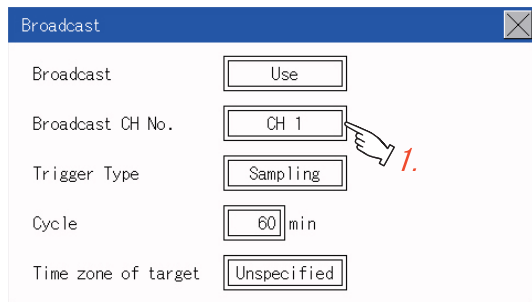 Broadcast
Broadcast Use
Broadcast CH No. CH 1
1.
Trigger Type Sampling
Cycle 60 min
Time zone of target Unspecified